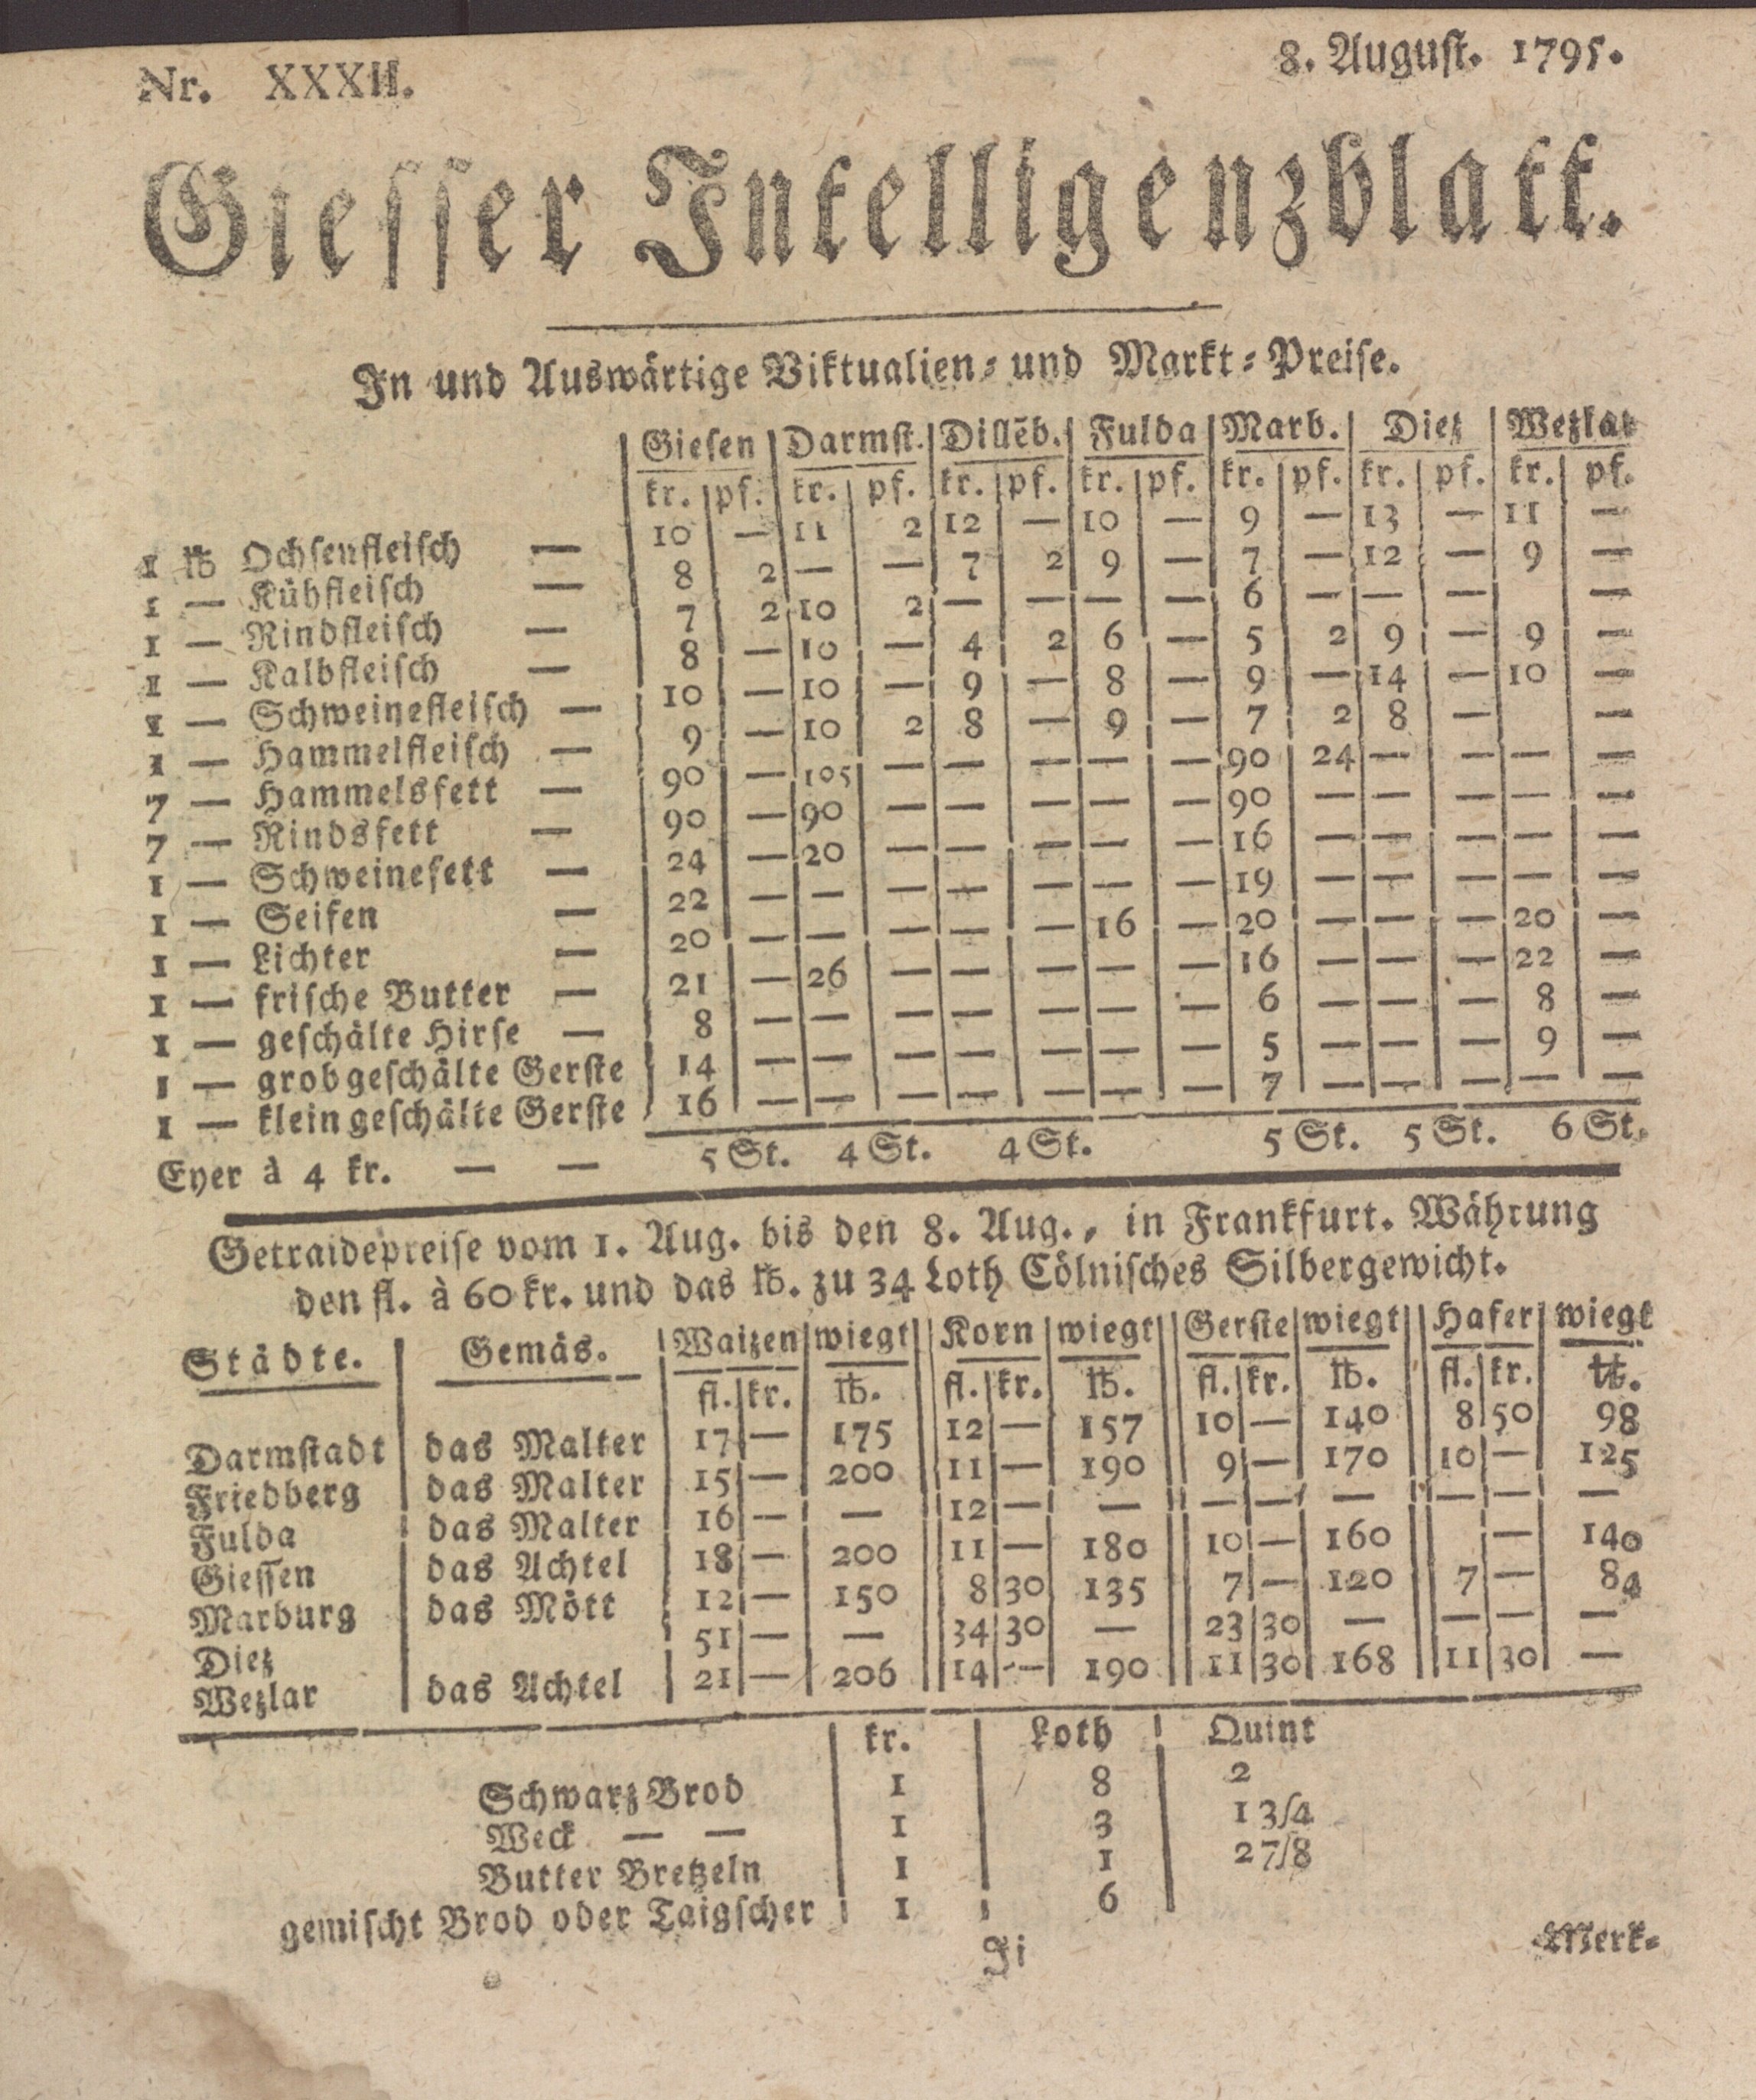 Nr. XXXII. 8. August. 1795.
Giesser Intelligenzblatt.
In und Auswärtige Viktualien- und Markt-Preise.
Giesen Darmst. Dillēb. Fulda Marb. Diez Wezlar
kr. pf. kr. pf. kr. pf. kr. pf. kr. pf. kr. pf. kr. pf.
1 ℔ Ochsenfleisch — 10 — 11 2 12 — 10 — 9 — 13 — 11 —
1 — Kühfleisch — 8 2 — — 7 2 9 — 7 — 12 — 9 —
1 — Rindfleisch — 7 2 10 2 — — — — 6 — — — —
1 — Kalbfleisch — 8 — 10 — 4 2 6 — 5 2 9 — 9 —
1 — Schweinefleisch — 10 — 10 — 9 — 8 — 9 — 14 — 10 —
1 — Hammelfleisch — 9 — 10 2 8 — 9 — 7 2 8 — —
7 — Hammelsfett — 90 — 105 — — — — — 90 24 — — — —
7 — Rindsfett — 90 — 90 — — — — — 90 — — — — —
1 — Schweinefett — 24 — 20 — — — — — 16 — — — — —
1 — Seifen — 22 — — — — — — — 19 — — — — —
1 — Lichter — 20 — — — — — 16 — 20 — — — 20 —
1 — frische Butter — 21 — 26 — — — — — 16 — — — 22 —
1 — geschälte Hirse — 8 — — — — — — — 6 — — — 8 —
1 — grob geschälte Gerste 14 — — — — — — — 5 — — — 9 —
1 — klein geschälte Gerste 16 — — — — — — — 7 — — — — —
Eyer à 4 kr. — — 5 St. 4 St. 4 St. 5 St. 5 St. 6 St.
Getraidepreise vom 1. Aug. bis den 8. Aug., in Frankfurt. Währung
den fl. à 60 kr. und das ℔. zu 34 Loth Cölnisches Silbergewicht.
Städte. Gemäs. Waizen wiegt Korn wiegt Gerste wiegt Hafer wiegt
fl. kr. ℔. fl. kr. ℔. fl. kr. ℔. fl. kr. ℔.
Darmstadt das Malter 17 — 175 12 — 157 10 — 140 8 50 98
Friedberg das Malter 15 — 200 11 — 190 9 — 170 10 — 125
Fulda das Malter 16 — — 12 — — — — — — — —
Giessen das Achtel 18 — 200 11 — 180 10 — 160 — 140
Marburg das Mött 12 — 150 8 30 135 7 — 120 7 — 84
Diez 51 — — 34 30 — 23 30 — — — —
Wezlar das Achtel 21 — 206 14 — 190 11 30 168 11 30 —
kr. Loth Quint
Schwarz Brod 1 8 2
Weck — — 1 3 1 3/4
Butter Bretzeln 1 1 2 7/8
gemischt Brod oder Taigscher 1 6
Ji
Merk-